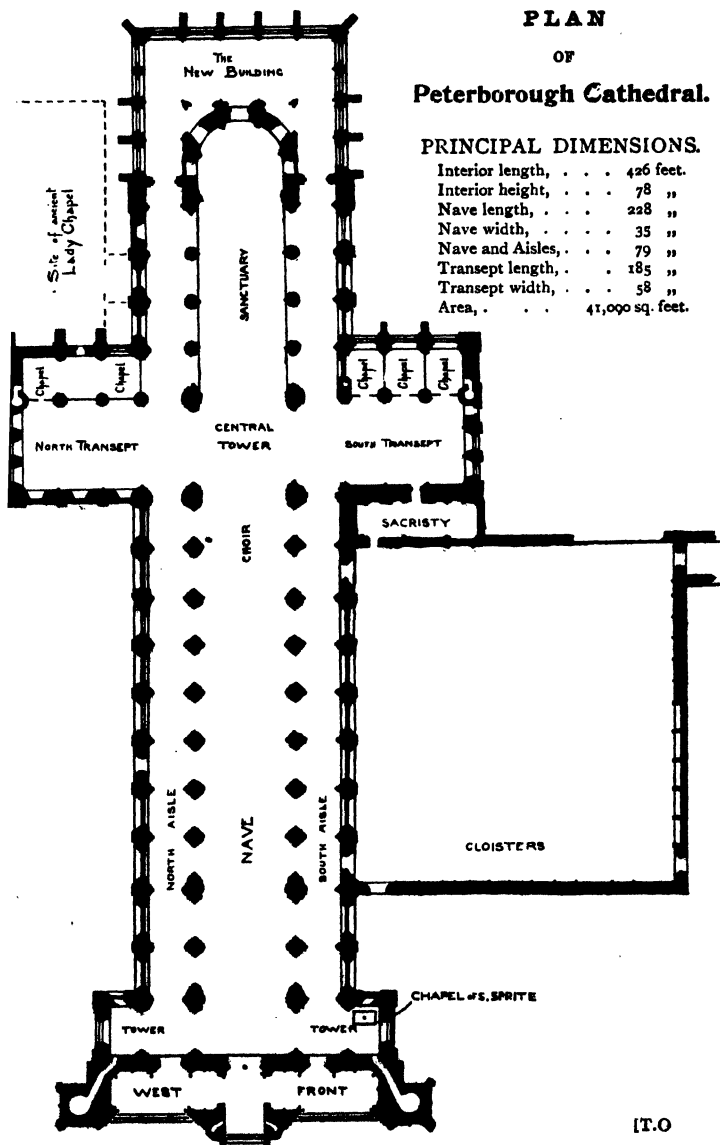 PLAN
OF
Peterborough Cathedral.
PRINCIPAL DIMENSIONS.
Interior length, . . . 426 feet.
Interior height, . . . 78 „
Nave length, . . . 228 „
Nave width, . . . 35 „
Nave and Aisles, . . . 79 „
Transept length, . . 185 „
Transept width, . . . 58 „
Area, . . . 41,090 sq. feet.
The
New Building
Site of ancient
Lady Chapel
SANCTUARY
Chapel
Chapel
Chapel
Chapel
Chapel
NORTH TRANSEPT
CENTRAL
TOWER
SOUTH TRANSEPT
SACRISTY
CHOIR
NORTH AISLE
NAVE
SOUTH AISLE
CLOISTERS
CHAPEL of S. SPRITE
TOWER
TOWER
WEST
FRONT
[T.O